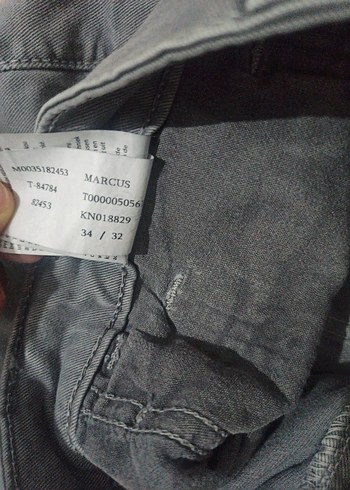 M0035182453
T-84784
82453
MARCUS
T000005056
KN018829
34 / 32